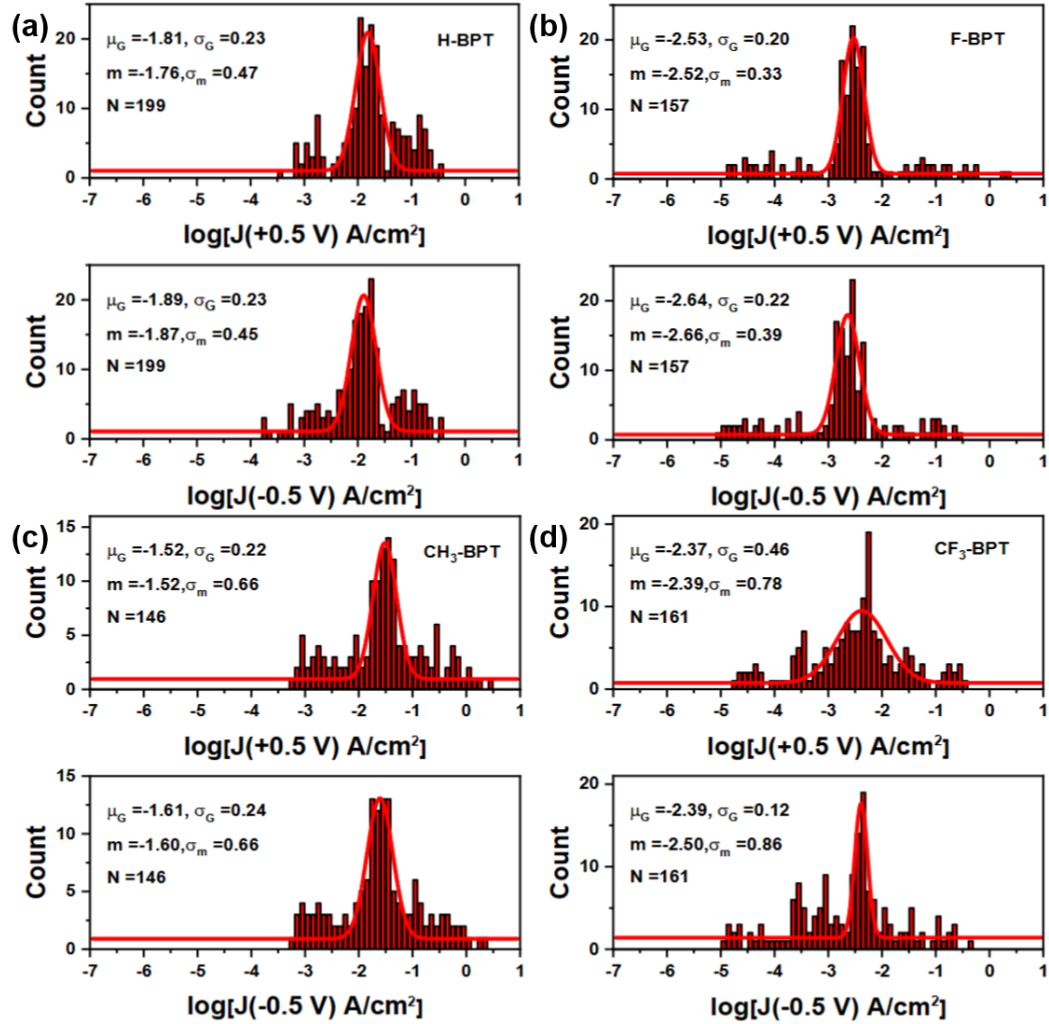 (a)
μG =-1.81, σG =0.23
m =-1.76,σm =0.47
N =199
H-BPT
Count
20
10
0
-7 -6 -5 -4 -3 -2 -1 0 1
log[J(+0.5 V) A/cm²]
μG =-1.89, σG =0.23
m =-1.87,σm =0.45
N =199
Count
20
10
0
-7 -6 -5 -4 -3 -2 -1 0 1
log[J(-0.5 V) A/cm²]
(b)
μG =-2.53, σG =0.20
m =-2.52,σm =0.33
N =157
F-BPT
Count
20
10
0
-7 -6 -5 -4 -3 -2 -1 0 1
log[J(+0.5 V) A/cm²]
μG =-2.64, σG =0.22
m =-2.66,σm =0.39
N =157
Count
20
10
0
-7 -6 -5 -4 -3 -2 -1 0 1
log[J(-0.5 V) A/cm²]
(c)
μG =-1.52, σG =0.22
m =-1.52,σm =0.66
N =146
CH₃-BPT
Count
15
10
5
0
-7 -6 -5 -4 -3 -2 -1 0 1
log[J(+0.5 V) A/cm²]
μG =-1.61, σG =0.24
m =-1.60,σm =0.66
N =146
Count
15
10
5
0
-7 -6 -5 -4 -3 -2 -1 0 1
log[J(-0.5 V) A/cm²]
(d)
μG =-2.37, σG =0.46
m =-2.39,σm =0.78
N =161
CF₃-BPT
Count
20
10
0
-7 -6 -5 -4 -3 -2 -1 0 1
log[J(+0.5 V) A/cm²]
μG =-2.39, σG =0.12
m =-2.50,σm =0.86
N =161
Count
20
10
0
-7 -6 -5 -4 -3 -2 -1 0 1
log[J(-0.5 V) A/cm²]